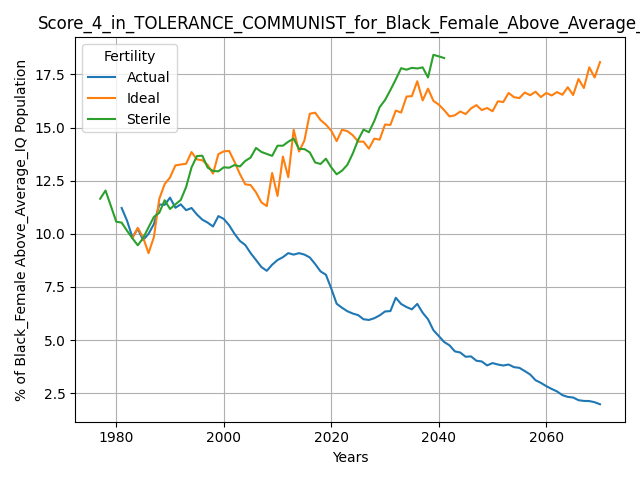 Score_4_in_TOLERANCE_COMMUNIST_for_Black_Female_Above_Average_
Fertility
Actual
Ideal
Sterile
% of Black_Female Above_Average_IQ Population
17.5
15.0
12.5
10.0
7.5
5.0
2.5
1980 2000 2020 2040 2060
Years